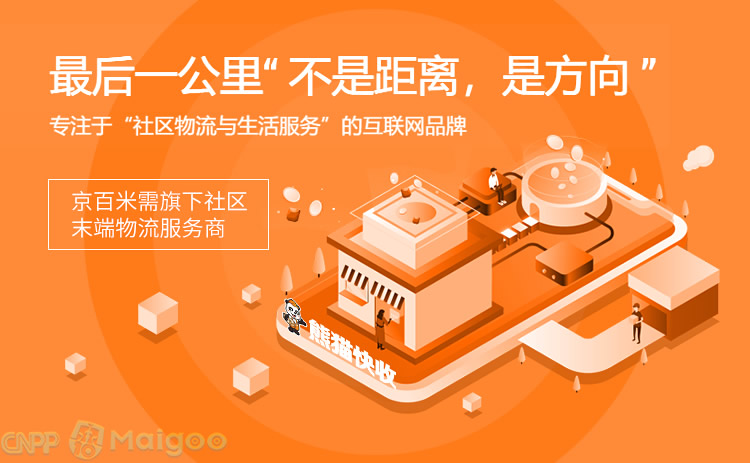 最后一公里“ 不是距离，是方向 ”
专注于“社区物流与生活服务”的互联网品牌
京百米需旗下社区
末端物流服务商
熊猫快收
CNPP Maigoo